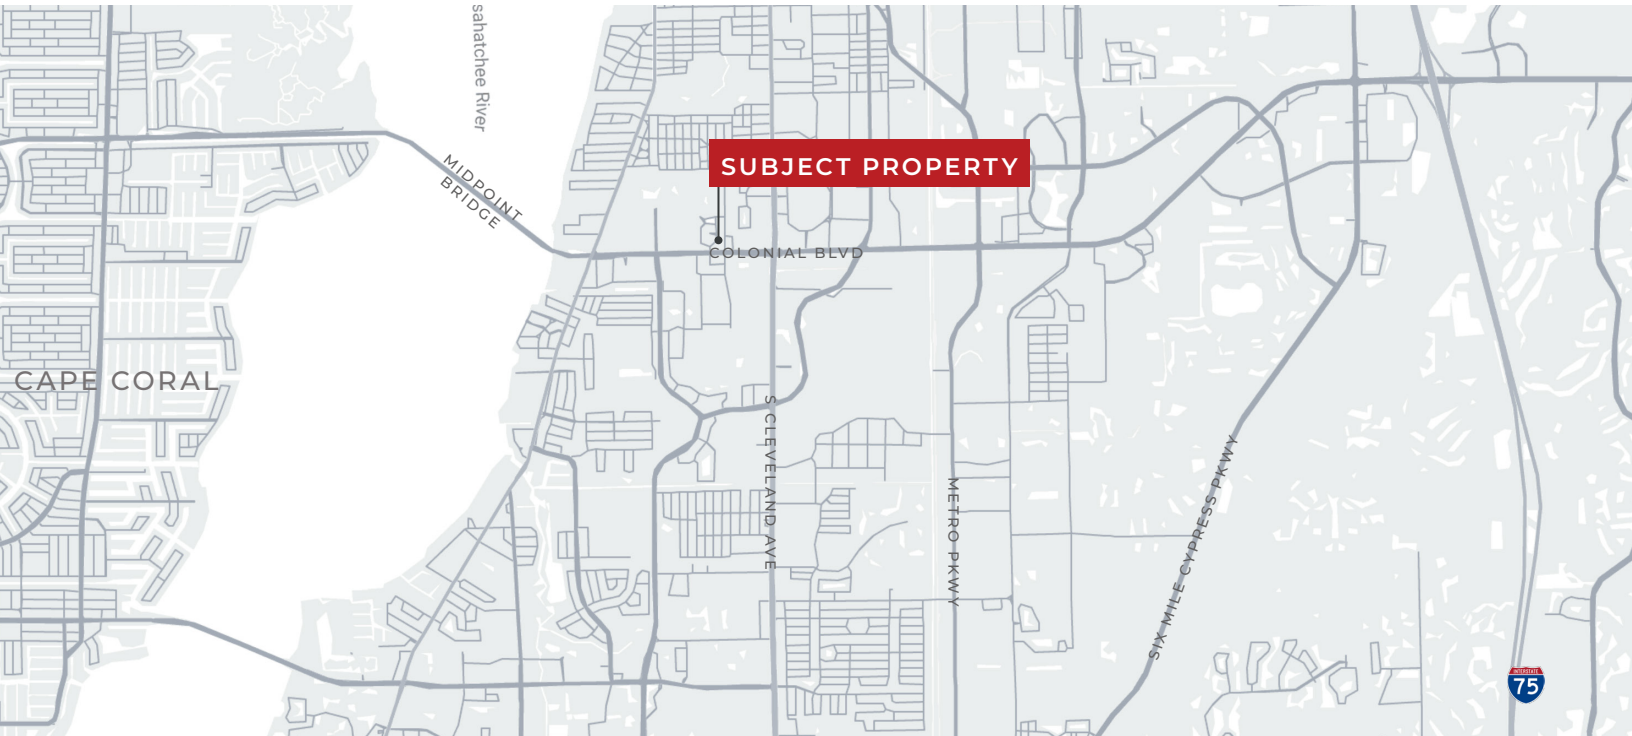 sahatchee River
MIDPOINT
BRIDGE
SUBJECT PROPERTY
COLONIAL BLVD
CAPE CORAL
S CLEVELAND AVE
METRO PKWY
SIX MILE CYPRESS PKWY
INTERSTATE
75